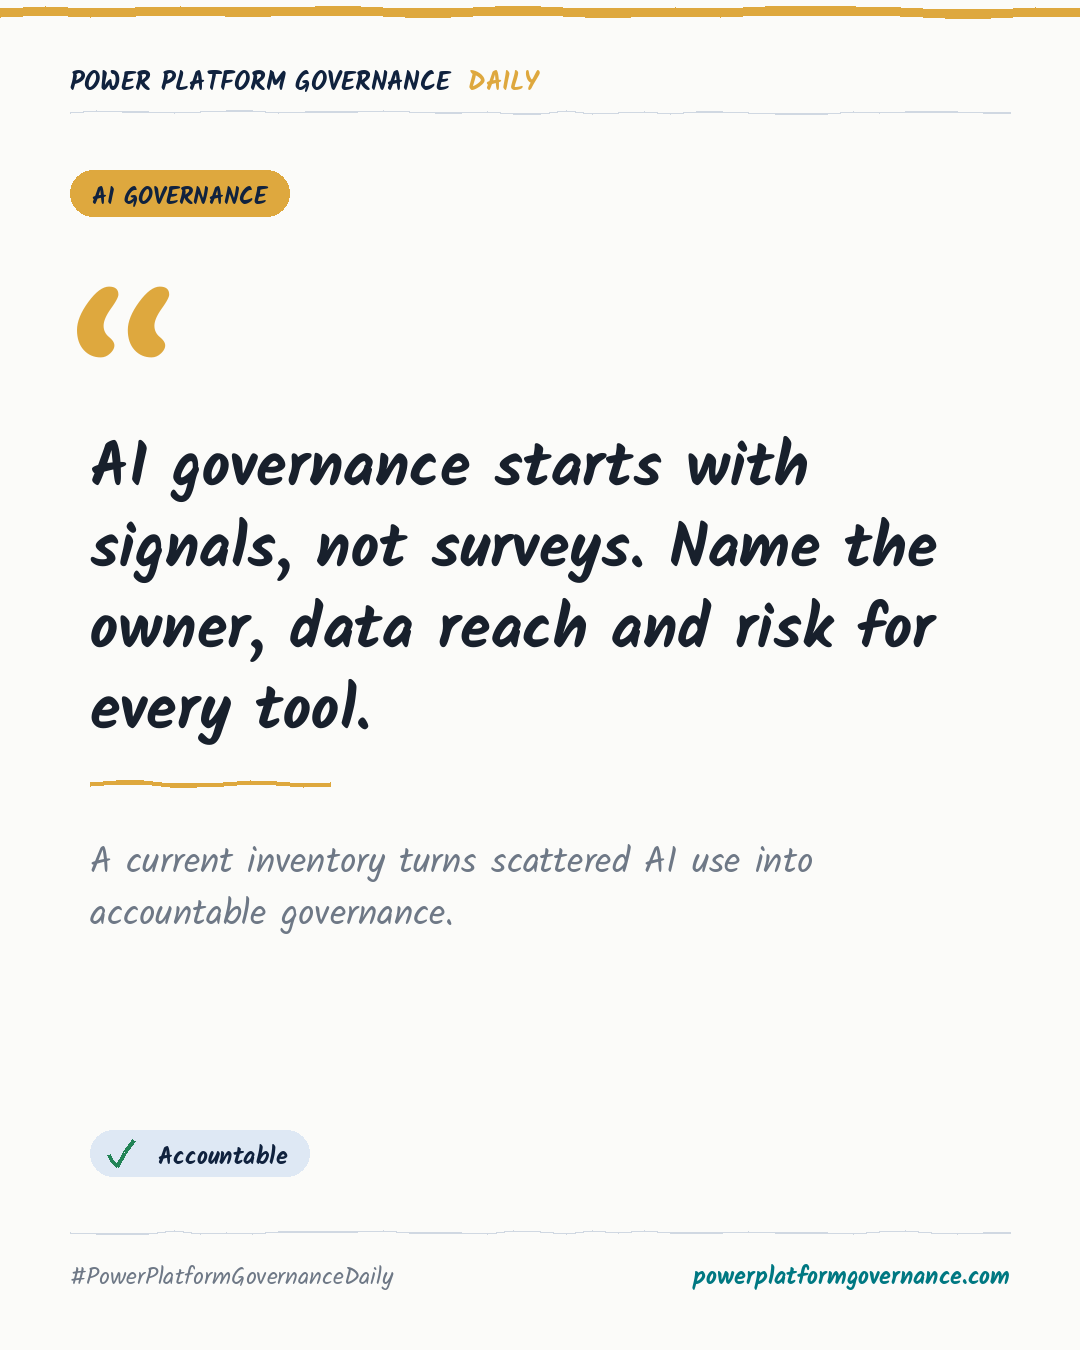 POWER PLATFORM GOVERNANCE DAILY
AI GOVERNANCE
“
AI governance starts with
signals, not surveys. Name the
owner, data reach and risk for
every tool.
A current inventory turns scattered AI use into
accountable governance.
✓ Accountable
#PowerPlatformGovernanceDaily powerplatformgovernance.com